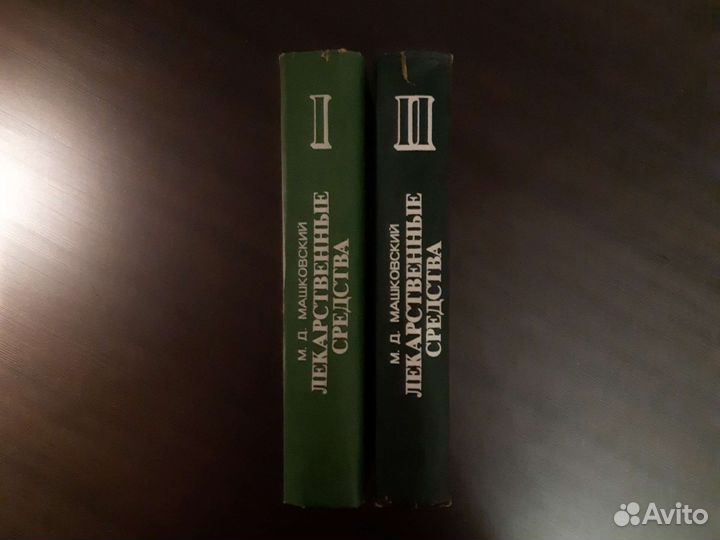 I
М. Д. МАШКОВСКИЙ
ЛЕКАРСТВЕННЫЕ
СРЕДСТВА
II
М. Д. МАШКОВСКИЙ
ЛЕКАРСТВЕННЫЕ
СРЕДСТВА
Avito